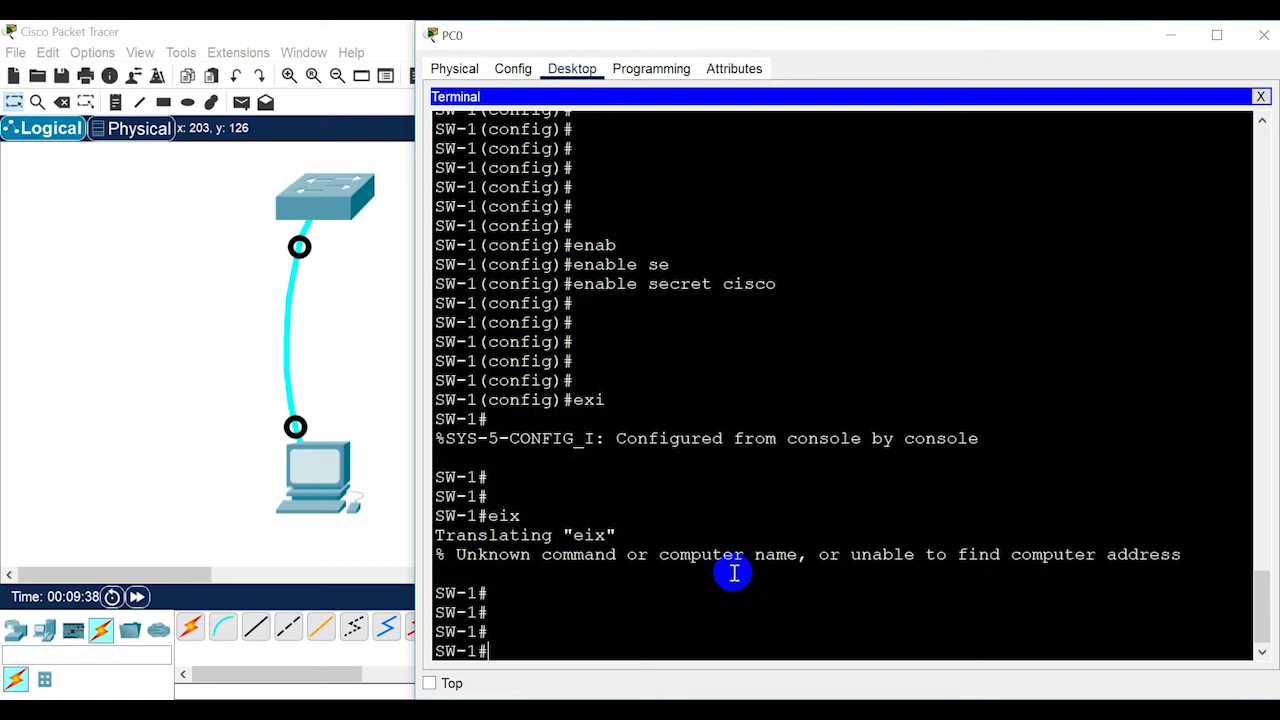 Cisco Packet Tracer
File Edit Options View Tools Extensions Window Help
Logical Physical x: 203, y: 126
Time: 00:09:38
PC0
Physical Config Desktop Programming Attributes
Terminal X
SW-1(config)#
SW-1(config)#
SW-1(config)#
SW-1(config)#
SW-1(config)#
SW-1(config)#
SW-1(config)#
SW-1(config)#enab
SW-1(config)#enable se
SW-1(config)#enable secret cisco
SW-1(config)#
SW-1(config)#
SW-1(config)#
SW-1(config)#
SW-1(config)#
SW-1(config)#exi
SW-1#
%SYS-5-CONFIG_I: Configured from console by console
SW-1#
SW-1#
SW-1#eix
Translating "eix"
% Unknown command or computer name, or unable to find computer address
SW-1#
SW-1#
SW-1#
SW-1#
Top